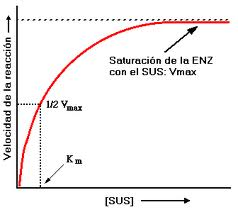 Velocidad de la reacción
Saturación de la ENZ
con el SUS: Vmax
1/2 Vmax
Km
[SUS]